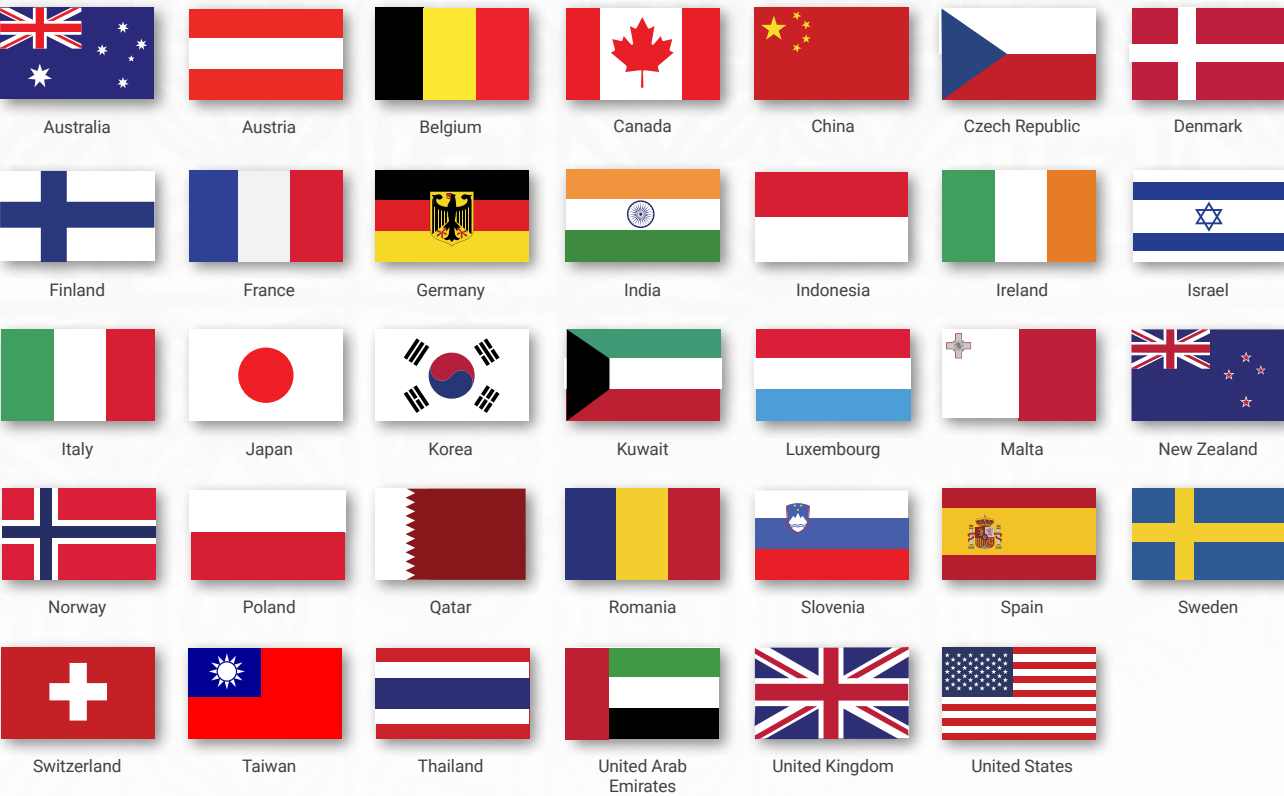 Australia
Austria
Belgium
Canada
China
Czech Republic
Denmark
Finland
France
Germany
India
Indonesia
Ireland
Israel
Italy
Japan
Korea
Kuwait
Luxembourg
Malta
New Zealand
Norway
Poland
Qatar
Romania
Slovenia
Spain
Sweden
Switzerland
Taiwan
Thailand
United Arab
Emirates
United Kingdom
United States